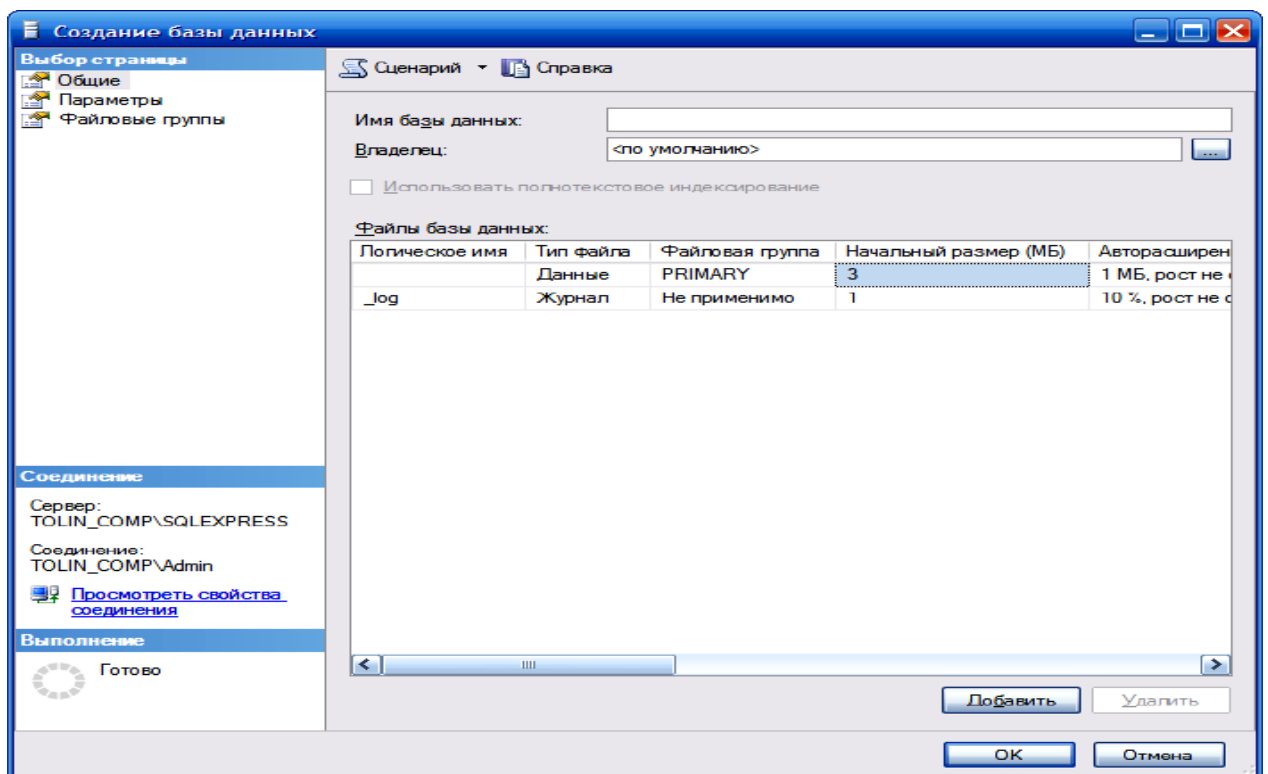 Создание базы данных
Выбор страницы
Общие
Параметры
Файловые группы
Сценарий
Справка
Имя базы данных:
Владелец:
<по умолчанию>
...
Использовать полнотекстовое индексирование
Файлы базы данных:
Логическое имя Тип файла Файловая группа Начальный размер (МБ) Авторасширен
Данные PRIMARY 3 1 МБ, рост не
_log Журнал Не применимо 1 10 %, рост не
Соединение
Сервер:
TOLIN_COMP\SQLEXPRESS
Соединение:
TOLIN_COMP\Admin
Просмотреть свойства
соединения
Выполнение
Готово
Добавить
Удалить
OK
Отмена